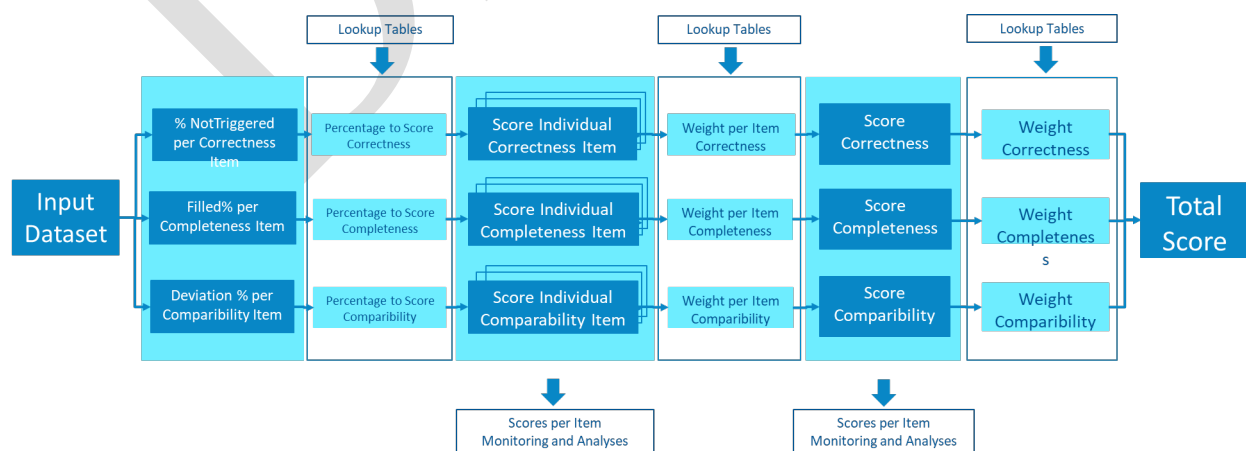 Lookup Tables
Lookup Tables
Lookup Tables
Input
Dataset
% NotTriggered
per Correctness
Item
Percentage to Score
Correctness
Score Individual
Correctness Item
Weight per Item
Correctness
Score
Correctness
Weight
Correctness
Filled% per
Completeness Item
Percentage to Score
Completeness
Score Individual
Completeness Item
Weight per Item
Completeness
Score
Completeness
Weight
Completenes
s
Deviation % per
Comparibility Item
Percentage to Score
Comparibility
Score Individual
Comparability Item
Weight per Item
Comparibility
Score
Comparibility
Weight
Comparibility
Total
Score
Scores per Item
Monitoring and Analyses
Scores per Item
Monitoring and Analyses